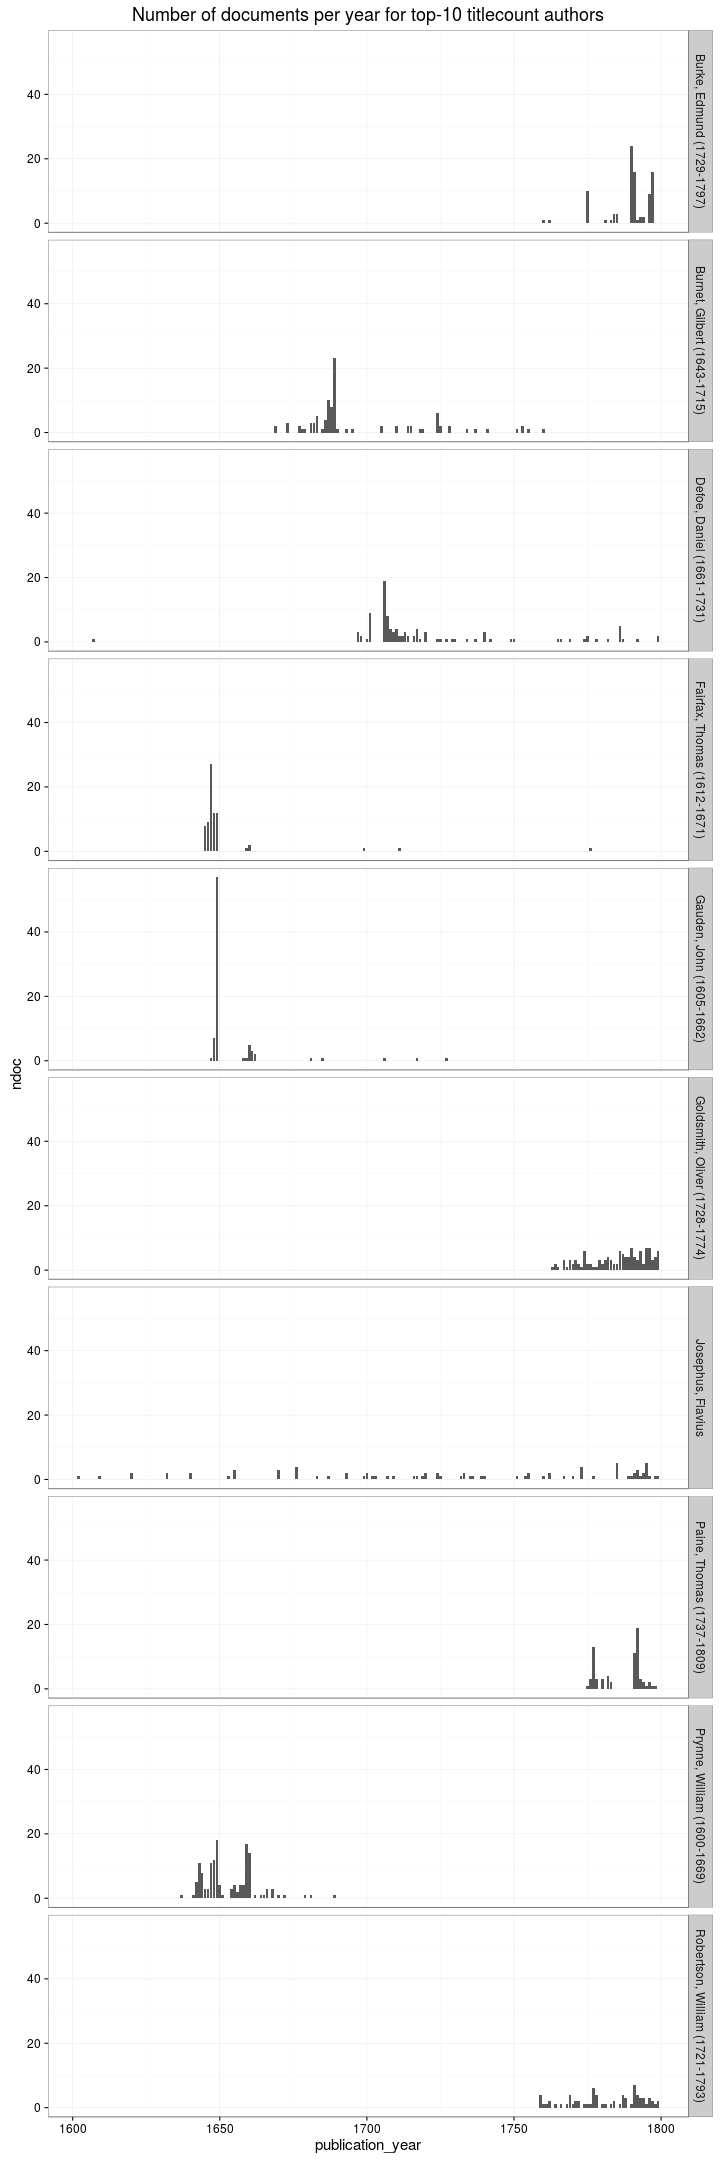 Number of documents per year for top-10 titlecount authors
40
20
0
Burke, Edmund (1729-1797)
40
20
0
Burnet, Gilbert (1643-1715)
40
20
0
Defoe, Daniel (1661-1731)
40
20
0
Fairfax, Thomas (1612-1671)
40
20
0
Gauden, John (1605-1662)
ndoc
40
20
0
Goldsmith, Oliver (1728-1774)
40
20
0
Josephus, Flavius
40
20
0
Paine, Thomas (1737-1809)
40
20
0
Prynne, William (1600-1669)
40
20
0
Robertson, William (1721-1793)
1600 1650 1700 1750 1800
publication_year